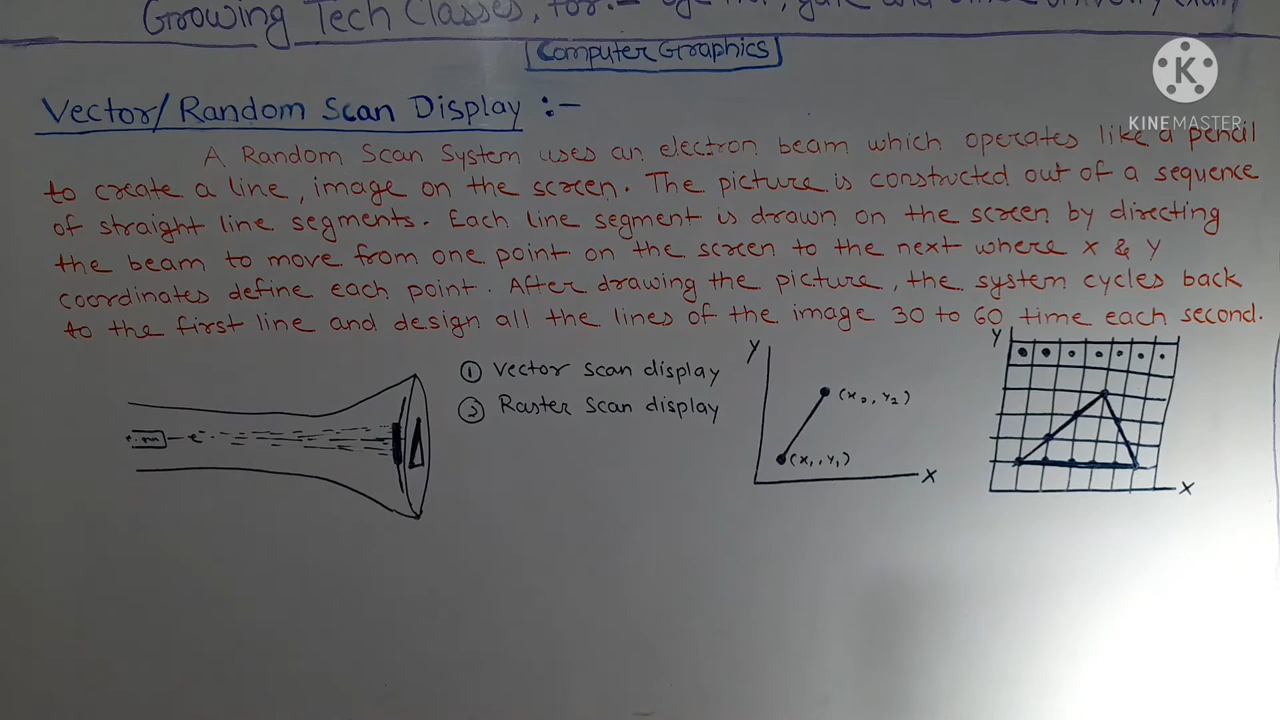 Growing Tech Classes, for:-
Computer Graphics
K
KINEMASTER
Vector/Random Scan Display :-
A Random Scan System uses an electron beam which operates like a pencil
to create a line, image on the screen. The picture is constructed out of a sequence
of straight line segments. Each line segment is drawn on the screen by directing
the beam to move from one point on the screen to the next where x & y
coordinates define each point. After drawing the picture, the system cycles back
to the first line and design all the lines of the image 30 to 60 time each second.
① Vector scan display
② Raster scan display
Y
(x2, Y2)
(x1, Y1)
X
Y
X
e-